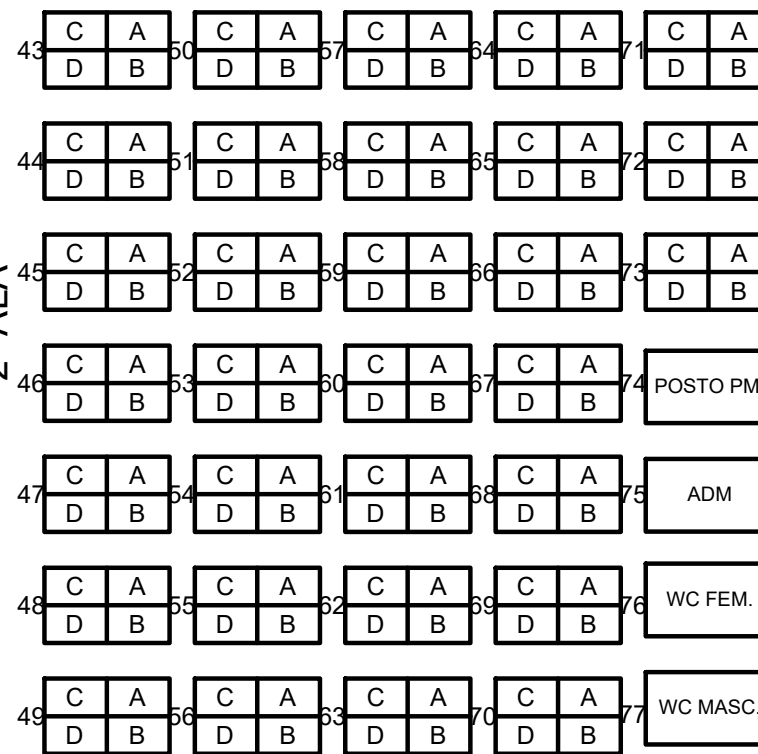 C A C A C A C A C A
43 50 57 64 71
D B D B D B D B D B
C A C A C A C A C A
44 51 58 65 72
D B D B D B D B D B
C A C A C A C A C A
45 52 59 66 73
D B D B D B D B D B
C A C A C A C A
46 53 60 67 74 POSTO PM
D B D B D B D B
C A C A C A C A
47 54 61 68 75 ADM
D B D B D B D B
C A C A C A C A
48 55 62 69 76 WC FEM.
D B D B D B D B
C A C A C A C A
49 56 63 70 77 WC MASC.
D B D B D B D B